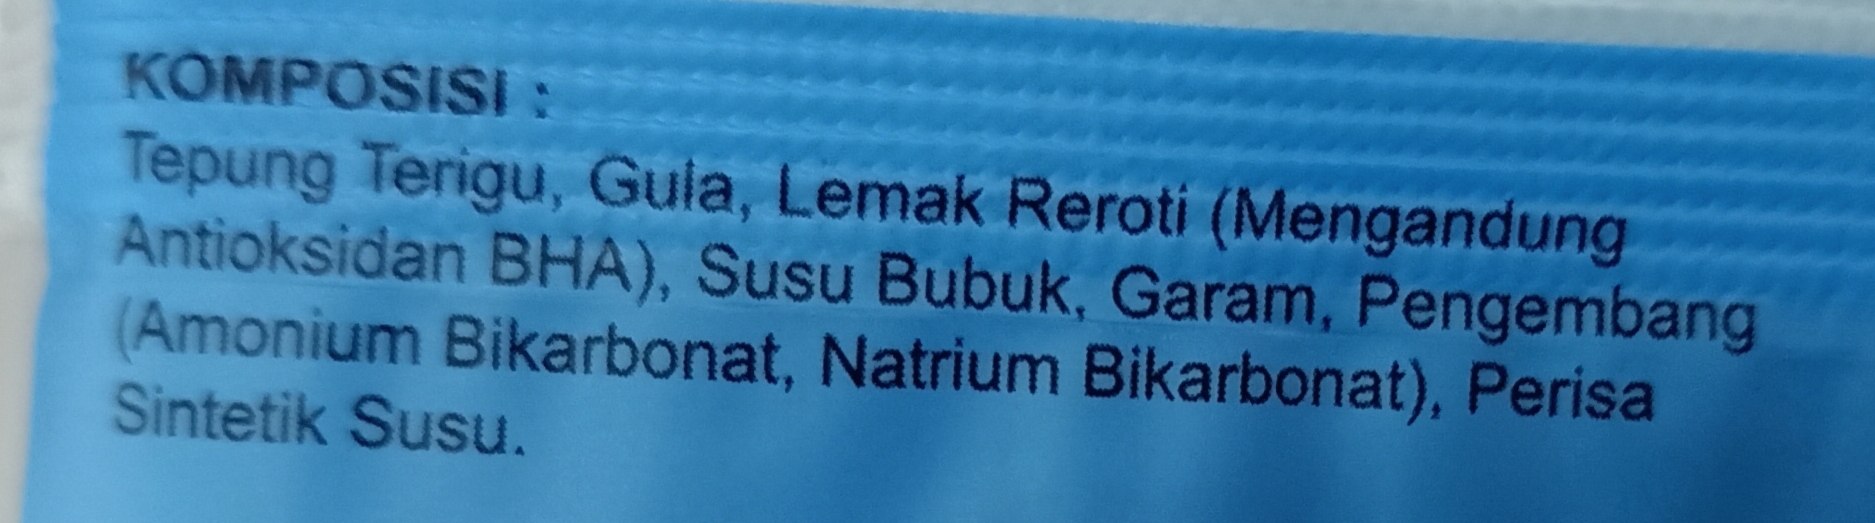 KOMPOSISI :
Tepung Terigu, Gula, Lemak Reroti (Mengandung
Antioksidan BHA), Susu Bubuk, Garam, Pengembang
(Amonium Bikarbonat, Natrium Bikarbonat), Perisa
Sintetik Susu.